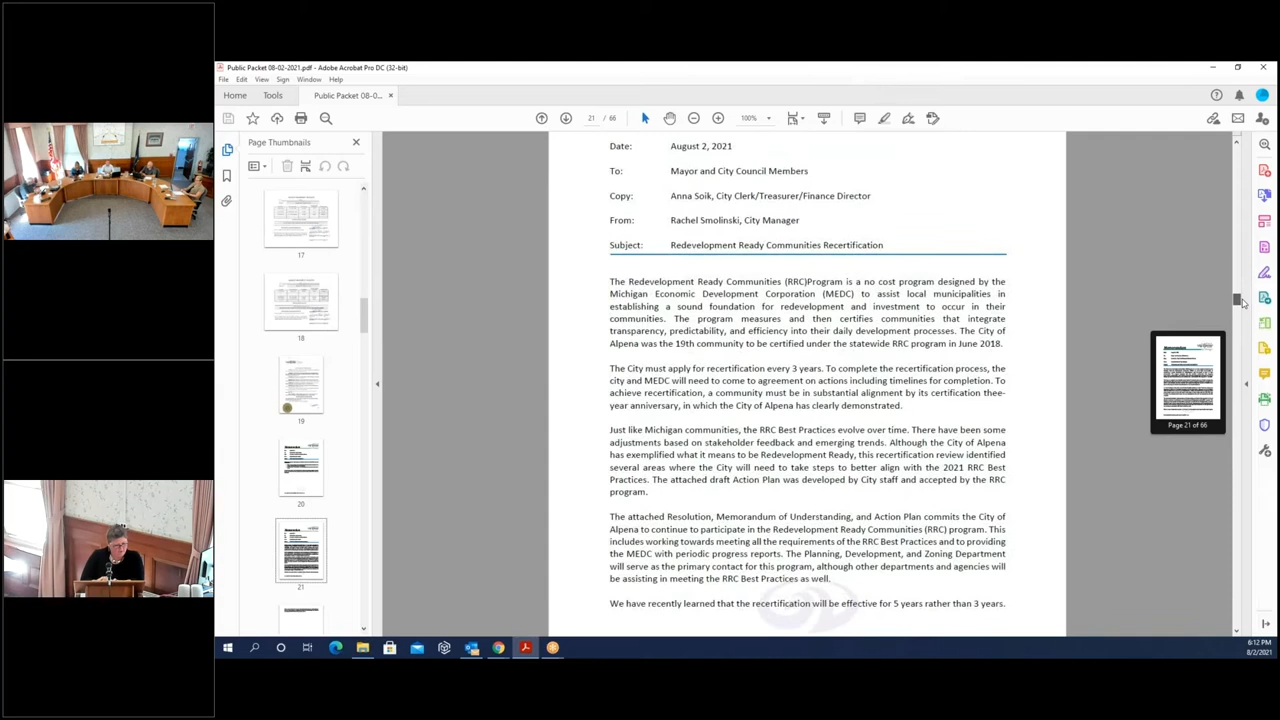 Public Packet 08-02-2021.pdf - Adobe Acrobat Pro DC (32-bit)
File Edit View Sign Window Help
Home Tools Public Packet 08-0... ×
21 / 66 100%
Page Thumbnails
17
18
19
20
21
Date: August 2, 2021
To: Mayor and City Council Members
Copy: Anna Soik, City Clerk/Treasurer/Finance Director
From: Rachel Smolinski, City Manager
Subject: Redevelopment Ready Communities Recertification
The Redevelopment Ready Communities (RRC)Program is a no cost program designed by the
Michigan Economic Development Corporation (MEDC) to assist local municipalities in
establishing a sound foundation for redevelopment and investment to occur in their
communities. The program measures and then certifies communities that integrate
transparency, predictability, and efficiency into their daily development processes. The City of
Alpena was the 19th community to be certified under the statewide RRC program in June 2018.
The City must apply for recertification every 3 years. To complete the recertification process, the
city and MEDC will need to come to agreement on actions including timelines for completion. To
achieve recertification, a community must be in substantial alignment by its certification thee-
year anniversary, in which the City of Alpena has clearly demonstrated.
Just like Michigan communities, the RRC Best Practices evolve over time. There have been some
adjustments based on stakeholder feedback and emerging trends. Although the City of Alpena
has exemplified what it means to be Redevelopment Ready, this recertification review identified
several areas where the City will need to take steps to better align with the 2021 RRC Best
Practices. The attached draft Action Plan was developed by City staff and accepted by the RRC
program.
The attached Resolution, Memorandum of Understanding, and Action Plan commits the City of
Alpena to continue to participate in the Redevelopment Ready Communities (RRC) program. This
includes working towards meeting all the requirements of the RRC Best Practices and to providing
the MEDC with periodic progress reports. The Planning, Development, and Zoning Department
will serve as the primary contact for this program, although other departments and agencies will
be assisting in meeting the RRC Best Practices as well.
We have recently learned that the recertification will be effective for 5 years rather than 3 years.
Page 21 of 66
6:12 PM
8/2/2021